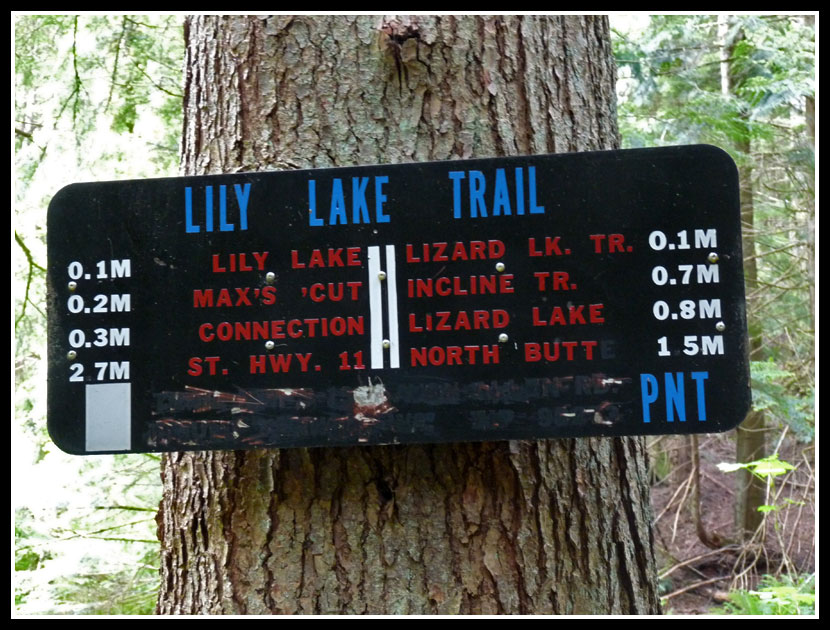 LILY LAKE TRAIL
0.1M LILY LAKE LIZARD LK. TR. 0.1M
0.2M MAX'S 'CUT INCLINE TR. 0.7M
0.3M CONNECTION LIZARD LAKE 0.8M
2.7M ST. HWY. 11 NORTH BUTTE 1.5M
PNT